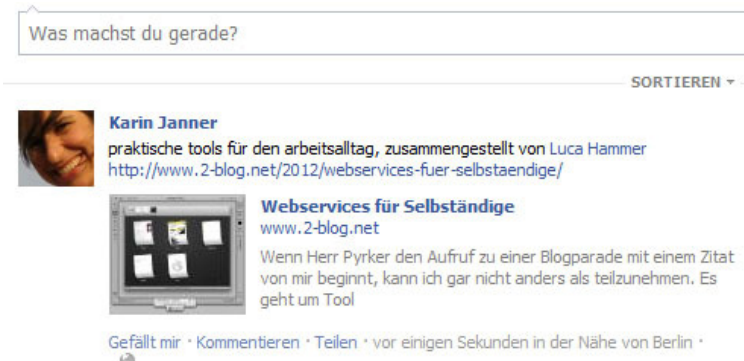 Was machst du gerade?
SORTIEREN
Karin Janner
praktische tools für den arbeitsalltag, zusammengestellt von Luca Hammer
http://www.2-blog.net/2012/webservices-fuer-selbstaendige/
Webservices für Selbständige
www.2-blog.net
Wenn Herr Pyrker den Aufruf zu einer Blogparade mit einem Zitat
von mir beginnt, kann ich gar nicht anders als teilzunehmen. Es
geht um Tool
Gefällt mir · Kommentieren · Teilen · vor einigen Sekunden in der Nähe von Berlin ·